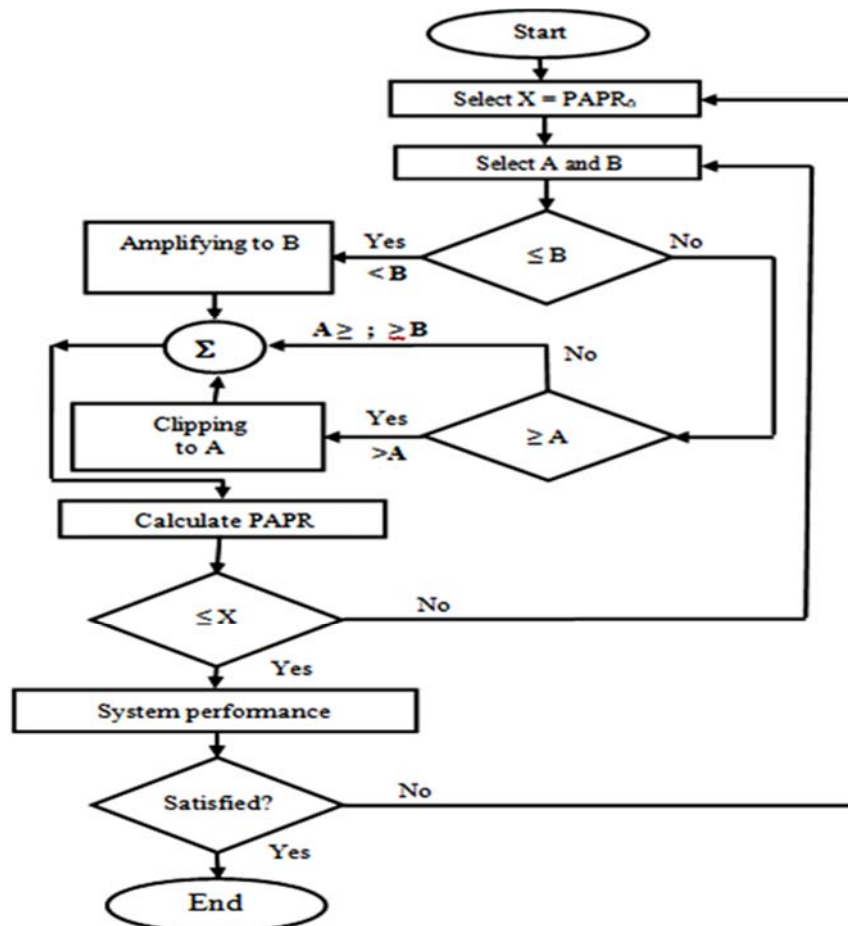 Start
Select X = PAPR₀
Select A and B
Amplifying to B
Yes
< B
≤ B
No
Σ
A ≥ ; ≥ B
No
Clipping
to A
Yes
>A
≥ A
Calculate PAPR
≤ X
No
Yes
System performance
Satisfied?
No
Yes
End